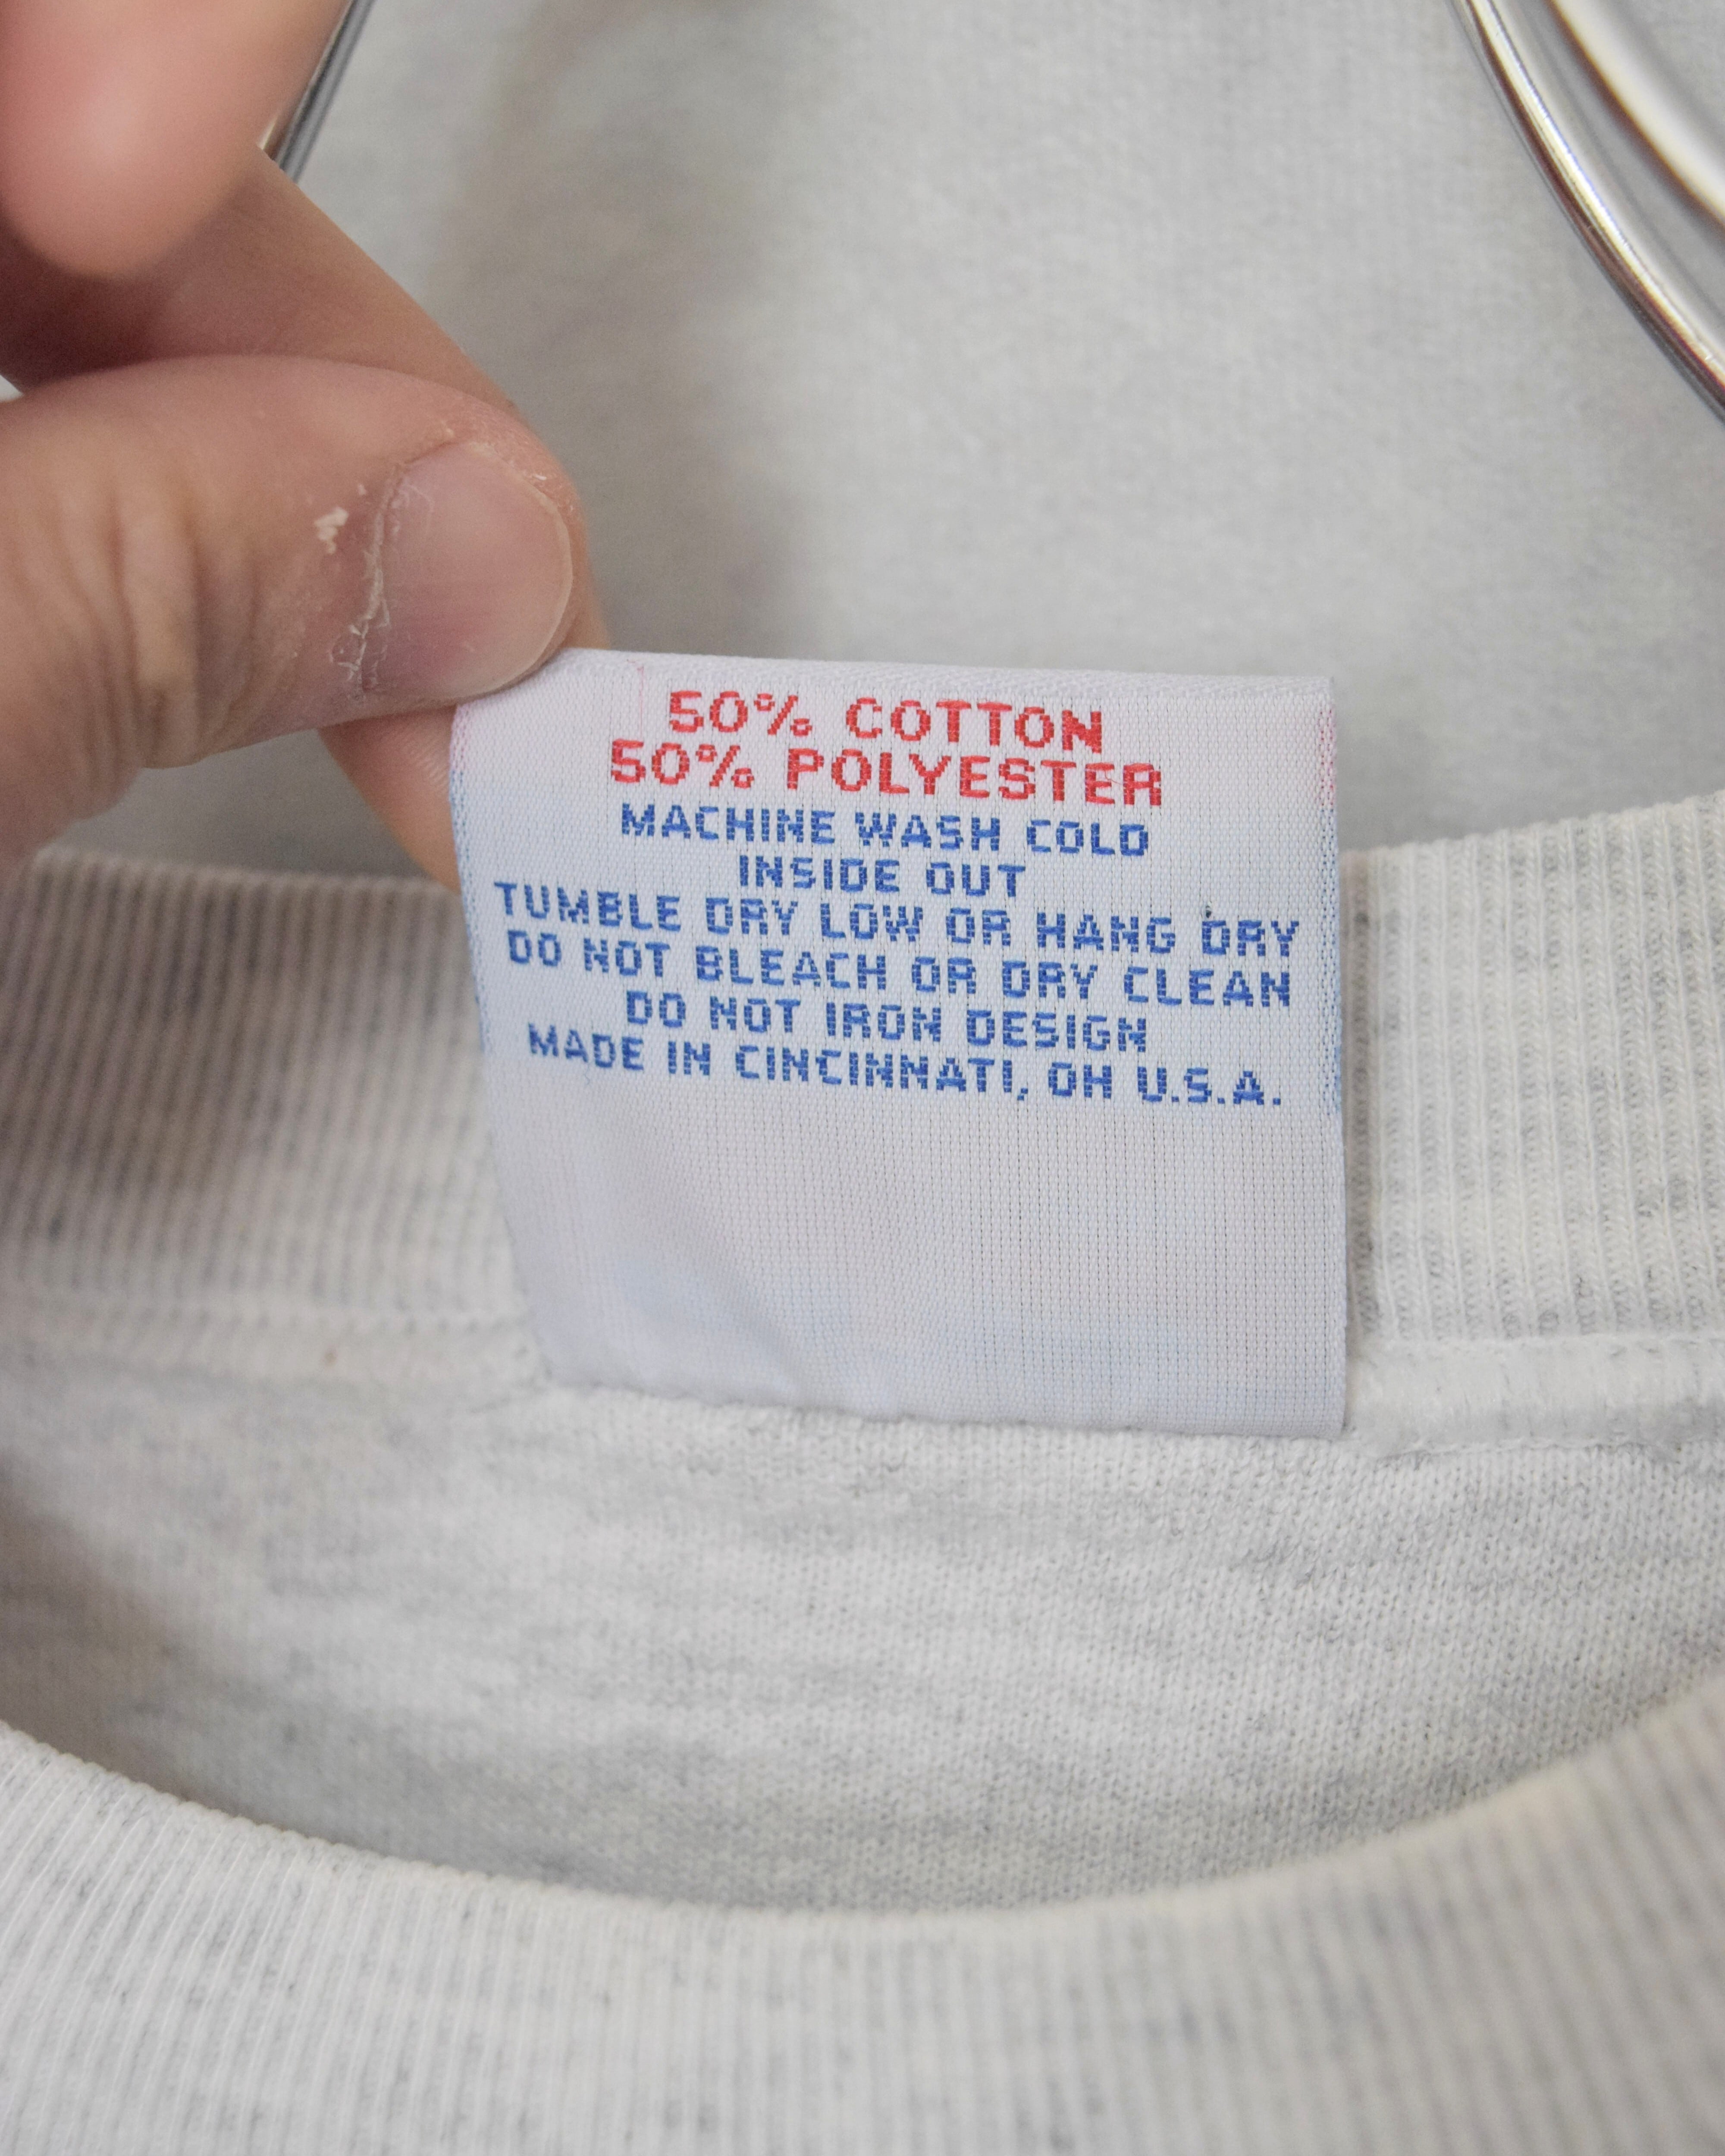 50% COTTON
50% POLYESTER
MACHINE WASH COLD
INSIDE OUT
TUMBLE DRY LOW OR HANG DRY
DO NOT BLEACH OR DRY CLEAN
DO NOT IRON DESIGN
MADE IN CINCINNATI, OH U.S.A.